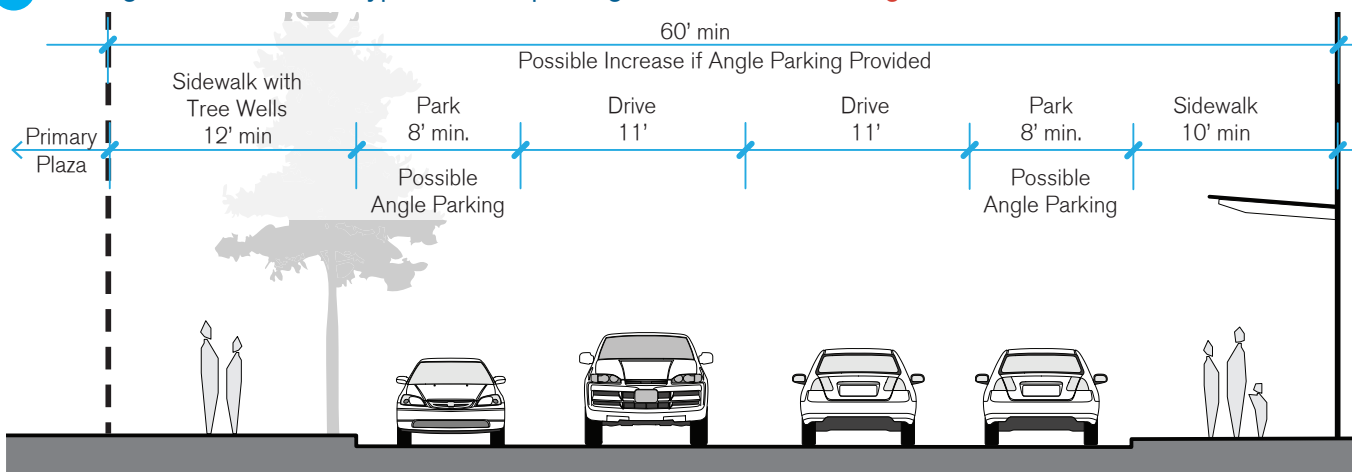 60' min
Possible Increase if Angle Parking Provided
Sidewalk with
Tree Wells
12' min
Park
8' min.
Drive
11'
Drive
11'
Park
8' min.
Sidewalk
10' min
Primary
Plaza
Possible
Angle Parking
Possible
Angle Parking